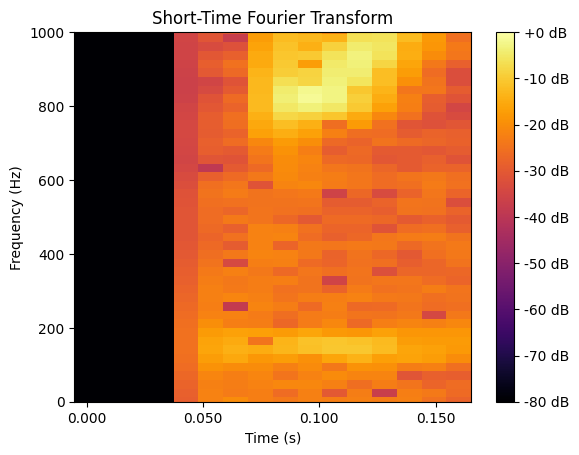 Short-Time Fourier Transform
Frequency (Hz)
1000
800
600
400
200
0
0.000
0.050
0.100
0.150
Time (s)
+0 dB
-10 dB
-20 dB
-30 dB
-40 dB
-50 dB
-60 dB
-70 dB
-80 dB